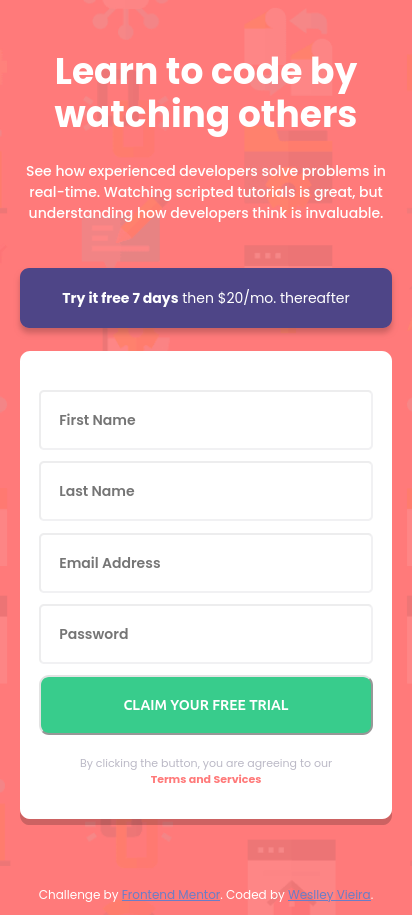 Learn to code by
watching others
See how experienced developers solve problems in
real-time. Watching scripted tutorials is great, but
understanding how developers think is invaluable.
Try it free 7 days then $20/mo. thereafter
First Name
Last Name
Email Address
Password
CLAIM YOUR FREE TRIAL
By clicking the button, you are agreeing to our
Terms and Services
Challenge by Frontend Mentor. Coded by Weslley Vieira.